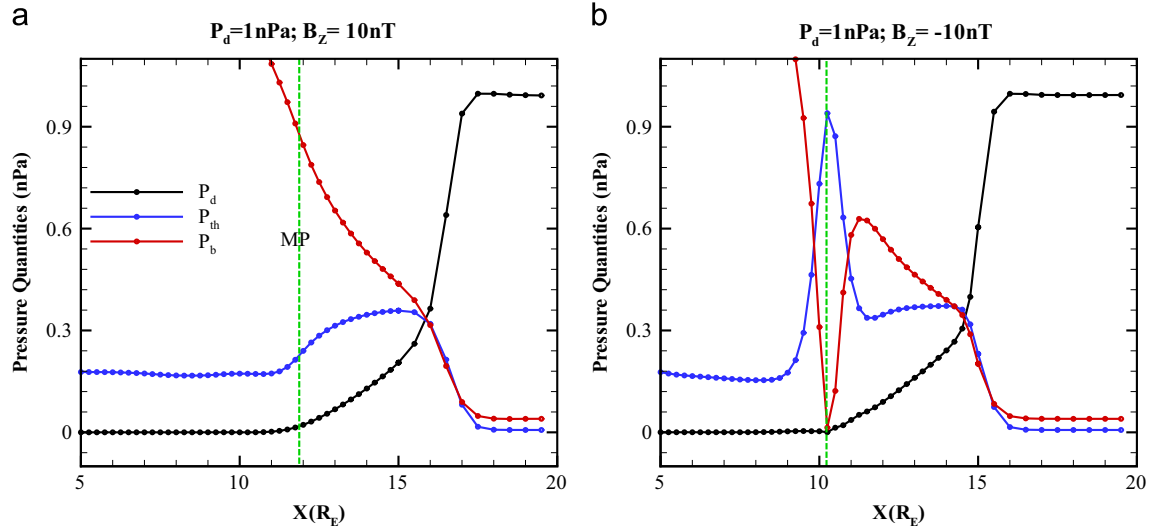 a
P_d=1nPa; B_Z= 10nT
Pressure Quantities (nPa)
0.9
0.6
0.3
0
P_d
P_th
P_b
MP
5
10
15
20
X(R_E)
b
P_d=1nPa; B_Z= -10nT
Pressure Quantities (nPa)
0.9
0.6
0.3
0
5
10
15
20
X(R_E)